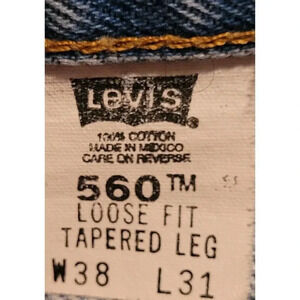 LEVI'S ®
100% COTTON
MADE IN MEXICO
CARE ON REVERSE
560™
LOOSE FIT
TAPERED LEG
W38 L31